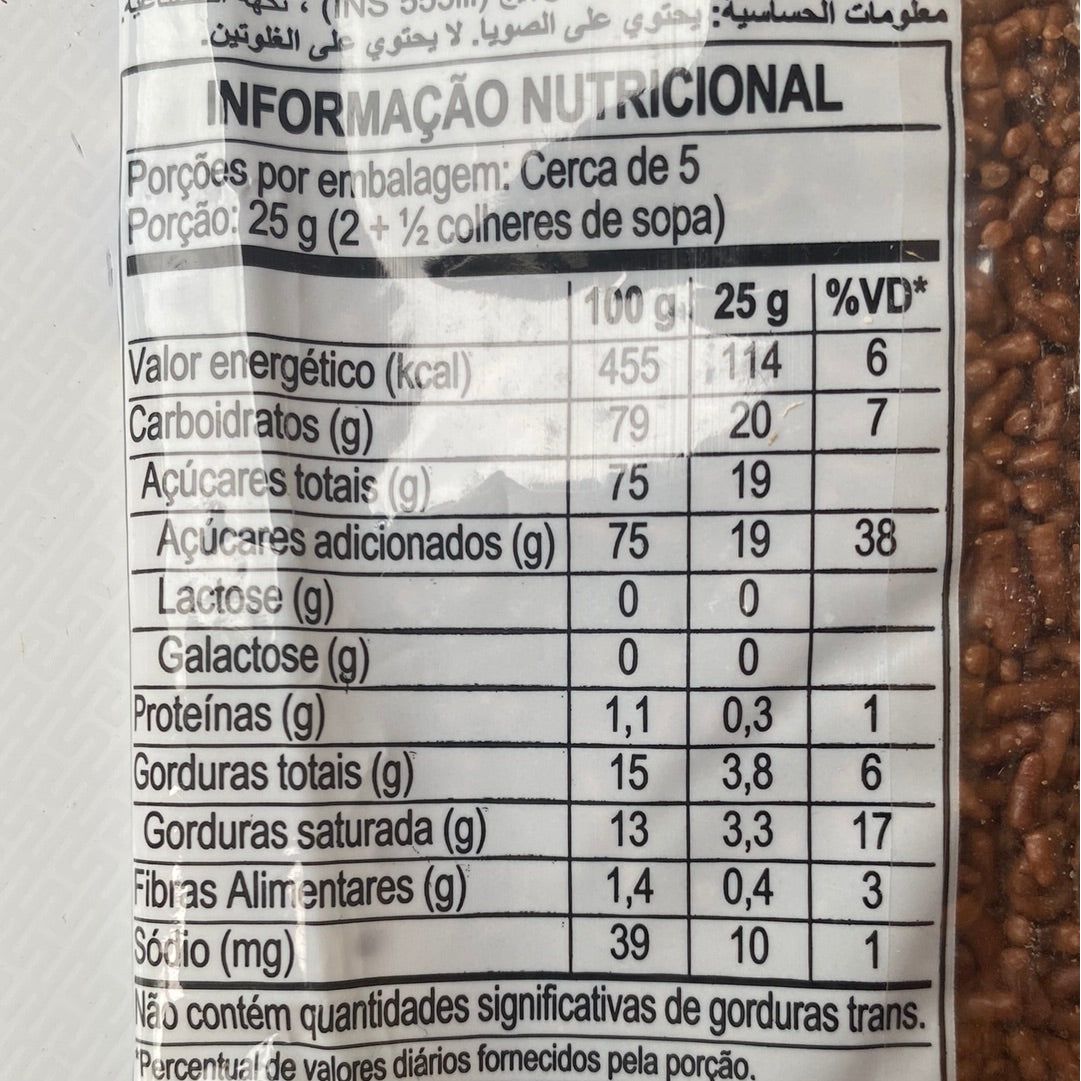 (INS
معلومات الحساسية: يحتوي على الصويا. لا يحتوي على الغلوتين.
INFORMAÇÃO NUTRICIONAL
Porções por embalagem: Cerca de 5
Porção: 25 g (2 + ½ colheres de sopa)
100 g 25 g %VD*
Valor energético (kcal) 455 114 6
Carboidratos (g) 79 20 7
Açúcares totais (g) 75 19
Açúcares adicionados (g) 75 19 38
Lactose (g) 0 0
Galactose (g) 0 0
Proteínas (g) 1,1 0,3 1
Gorduras totais (g) 15 3,8 6
Gorduras saturada (g) 13 3,3 17
Fibras Alimentares (g) 1,4 0,4 3
Sódio (mg) 39 10 1
Não contém quantidades significativas de gorduras trans.
*Percentual de valores diários fornecidos pela porção.